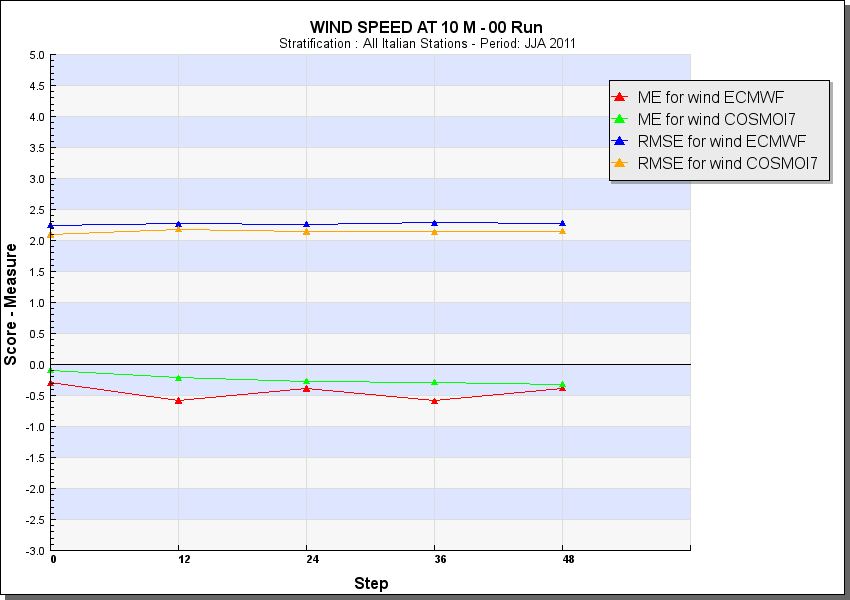 WIND SPEED AT 10 M - 00 Run
Stratification : All Italian Stations - Period: JJA 2011
ME for wind ECMWF
ME for wind COSMOI7
RMSE for wind ECMWF
RMSE for wind COSMOI7
Score - Measure
5.0
4.5
4.0
3.5
3.0
2.5
2.0
1.5
1.0
0.5
0.0
-0.5
-1.0
-1.5
-2.0
-2.5
-3.0
0 12 24 36 48
Step